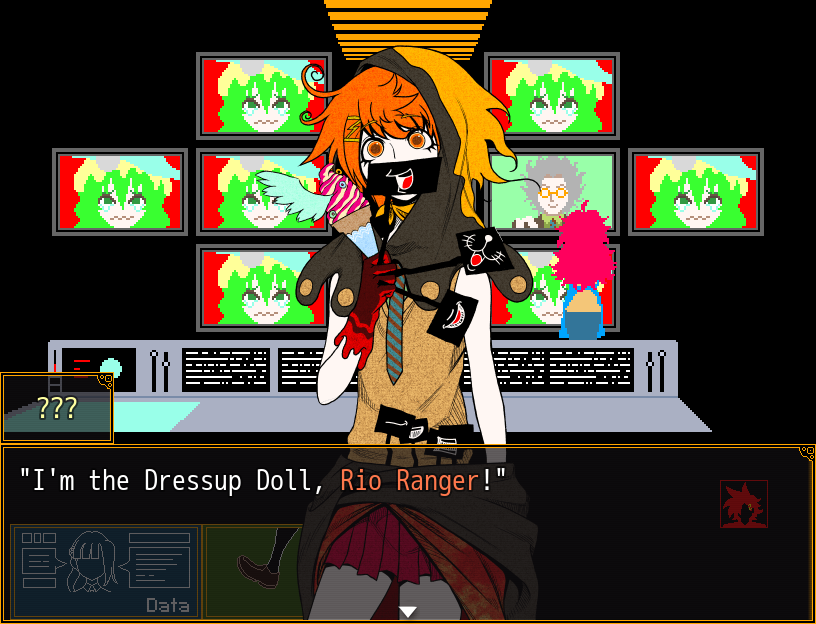 ???
"I'm the Dressup Doll, Rio Ranger!"
Data